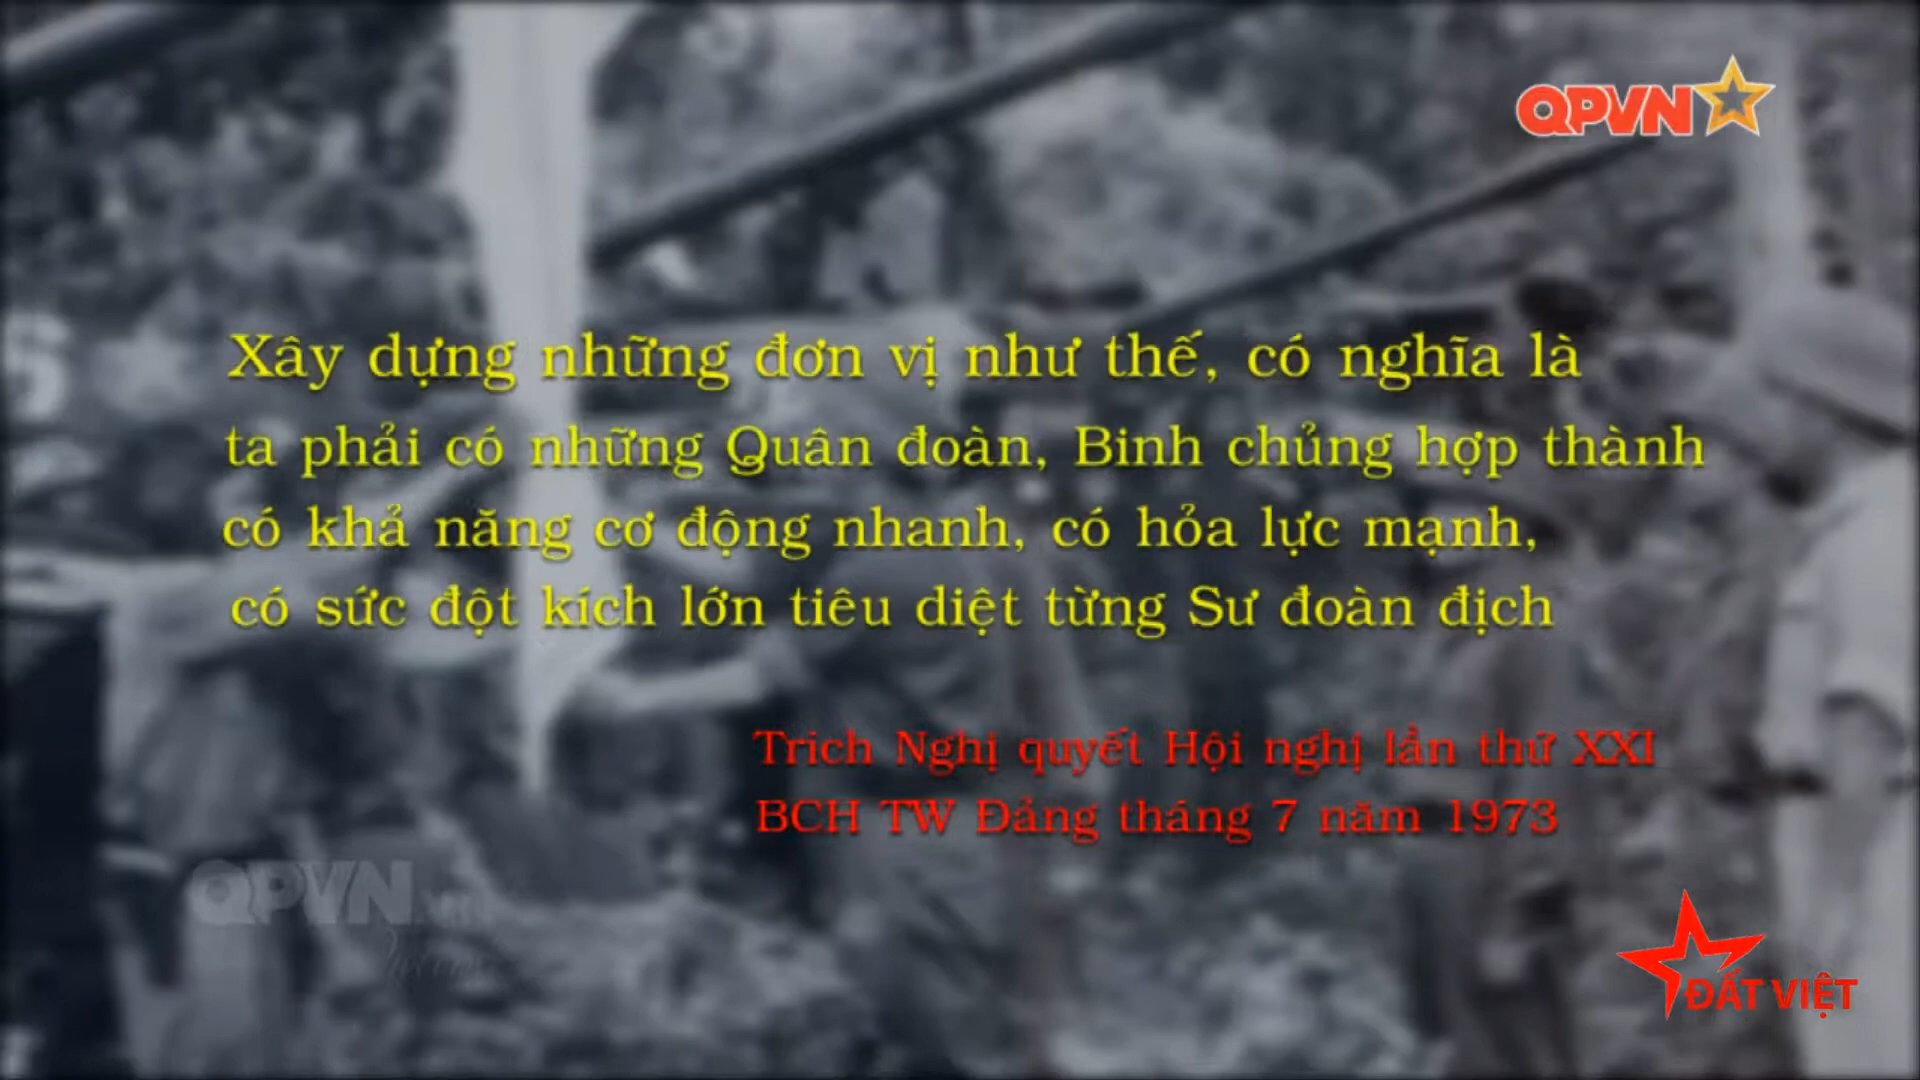 QPVN
Xây dựng những đơn vị như thế, có nghĩa là
ta phải có những Quân đoàn, Binh chủng hợp thành
có khả năng cơ động nhanh, có hỏa lực mạnh,
có sức đột kích lớn tiêu diệt từng Sư đoàn địch
Trich Nghị quyết Hội nghị lần thứ XXI
BCH TW Đảng tháng 7 năm 1973
QPVN
ĐẤT VIỆT